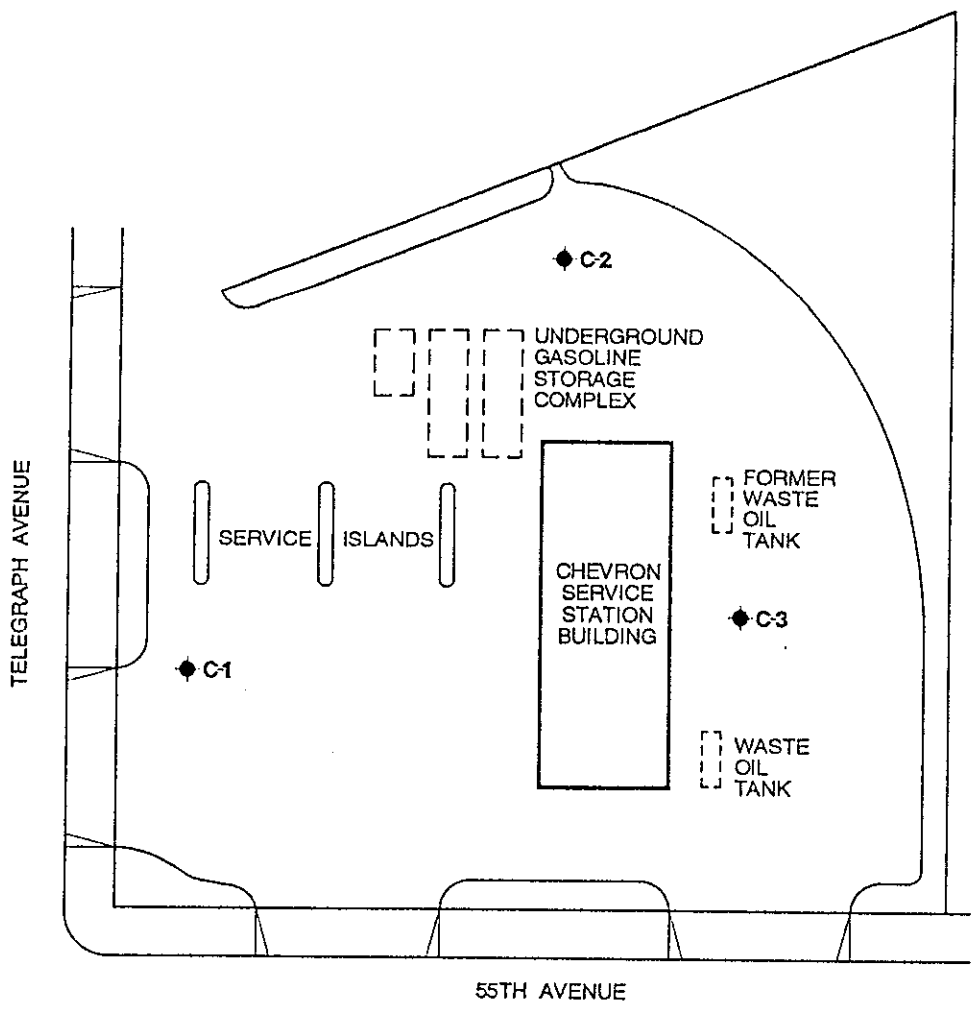 C-2
UNDERGROUND
GASOLINE
STORAGE
COMPLEX
TELEGRAPH AVENUE
FORMER
WASTE
OIL
TANK
SERVICE ISLANDS
CHEVRON
SERVICE
STATION
BUILDING
C-3
C-1
WASTE
OIL
TANK
55TH AVENUE